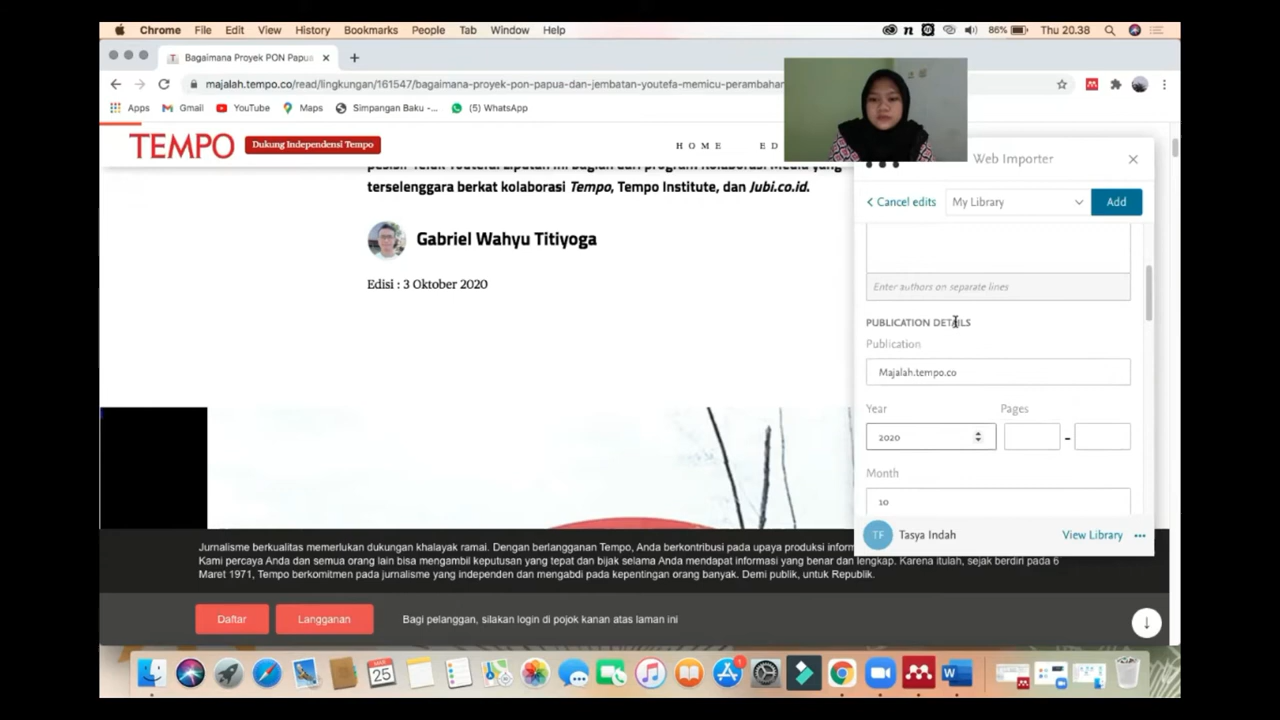 Chrome File Edit View History Bookmarks People Tab Window Help 86% Thu 20.38
Bagaimana Proyek PON Papua
majalah.tempo.co/read/lingkungan/161547/bagaimana-proyek-pon-papua-dan-jembatan-youtefa-memicu-perambahan
Apps Gmail YouTube Maps Simpangan Baku -... (5) WhatsApp
TEMPO Dukung Independensi Tempo HOME ED
Web Importer
terselenggara berkat kolaborasi Tempo, Tempo Institute, dan Jubi.co.id.
Cancel edits My Library Add
Gabriel Wahyu Titiyoga
Edisi : 3 Oktober 2020
Enter authors on separate lines
PUBLICATION DETAILS
Publication
Majalah.tempo.co
Year Pages
2020 -
Month
10
TF Tasya Indah View Library
Jurnalisme berkualitas memerlukan dukungan khalayak ramai. Dengan berlangganan Tempo, Anda berkontribusi pada upaya produksi infor
Kami percaya Anda dan semua orang lain bisa mengambil keputusan yang tepat dan bijak selama Anda mendapat informasi yang benar dan lengkap. Karena itulah, sejak berdiri pada 6
Maret 1971, Tempo berkomitmen pada jurnalisme yang independen dan mengabdi pada kepentingan orang banyak. Demi publik, untuk Republik.
Daftar Langganan Bagi pelanggan, silakan login di pojok kanan atas laman ini
25
W